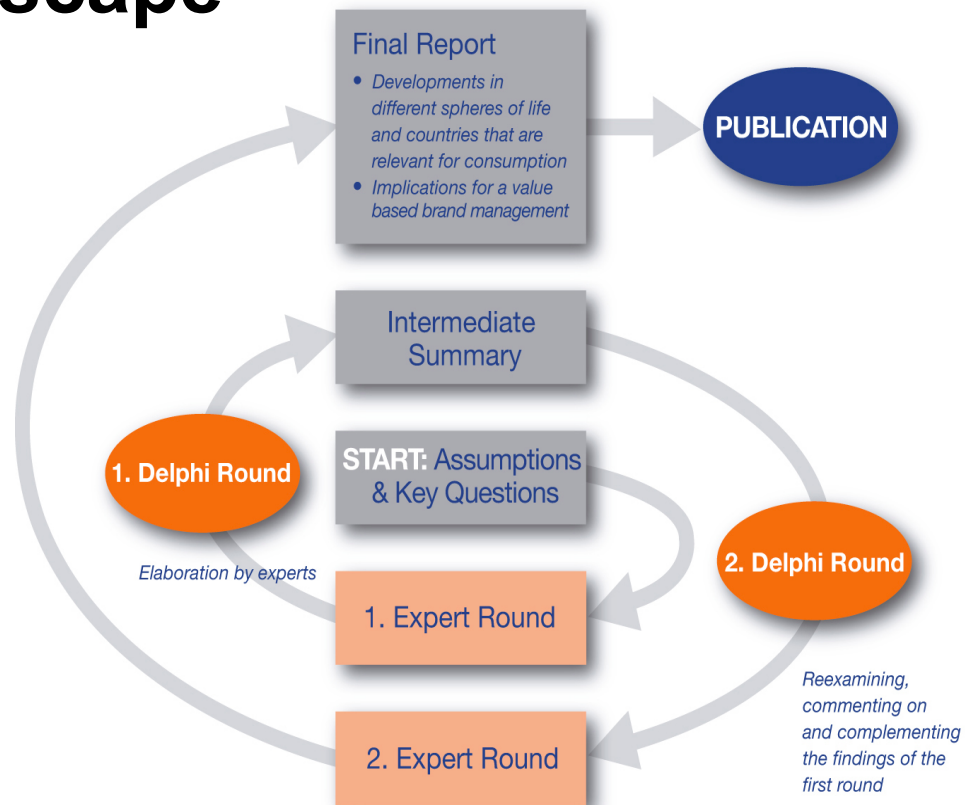 scape
Final Report
• Developments in
different spheres of life
and countries that are
relevant for consumption
• Implications for a value
based brand management
PUBLICATION
Intermediate
Summary
1. Delphi Round
START: Assumptions
& Key Questions
Elaboration by experts
2. Delphi Round
1. Expert Round
Reexamining,
commenting on
and complementing
the findings of the
first round
2. Expert Round